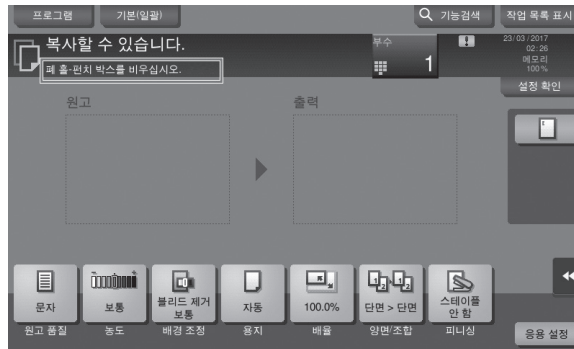 프로그램 기본(일괄) 기능검색 작업 목록 표시
복사할 수 있습니다.
폐 홀·펀치 박스를 비우십시오.
부수
1
23/03/2017
02:26
메모리
100%
설정 확인
원고 출력
문자 보통 블리드 제거
보통 자동 100.0% 단면 > 단면 스테이플
안 함
원고 품질 농도 배경 조정 용지 배율 양면/조합 피니싱 응용 설정